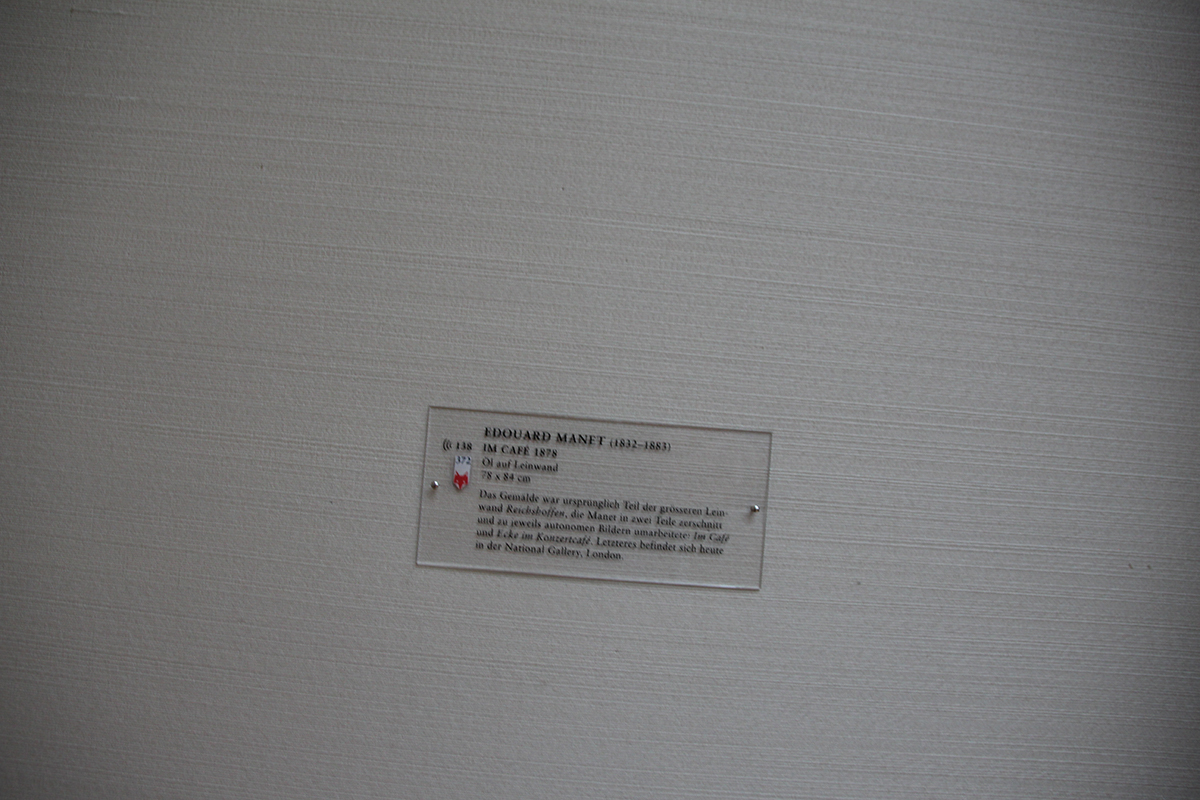 EDOUARD MANET (1832–1883)
138 IM CAFÉ 1878
372 Öl auf Leinwand
78 x 84 cm
Das Gemälde war ursprünglich Teil der grösseren Lein-
wand Reichshoffen, die Manet in zwei Teile zerschnitt
und zu jeweils autonomen Bildern umarbeitete: Im Café
und Ecke im Konzertcafé. Letzteres befindet sich heute
in der National Gallery, London.